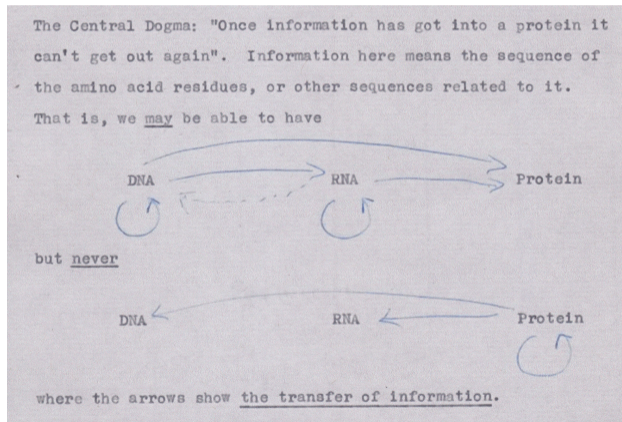 The Central Dogma: "Once information has got into a protein it
can't get out again". Information here means the sequence of
the amino acid residues, or other sequences related to it.
That is, we may be able to have
DNA RNA Protein
but never
DNA RNA Protein
where the arrows show the transfer of information.